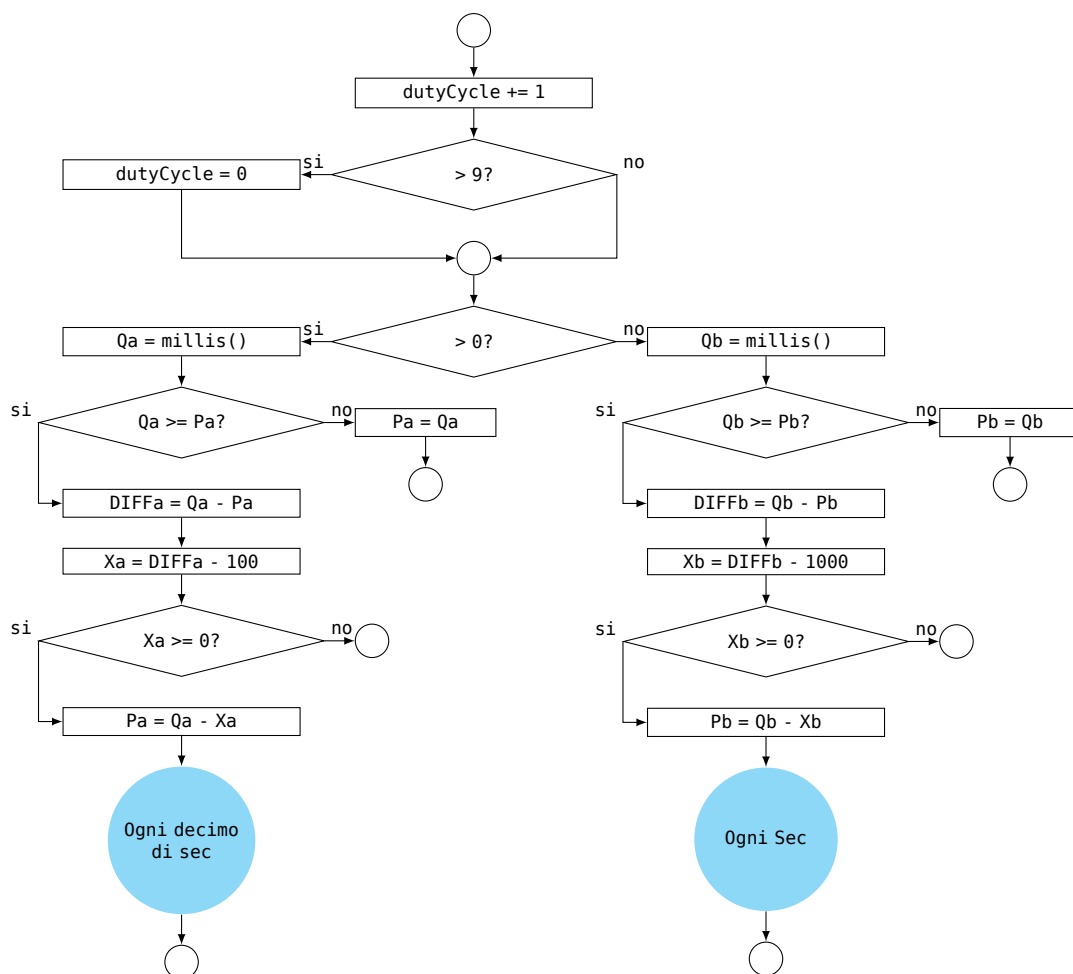 dutyCycle += 1
si
no
dutyCycle = 0
> 9?
si
no
Qa = millis()
> 0?
Qb = millis()
si
no
si
no
Qa >= Pa?
Pa = Qa
Qb >= Pb?
Pb = Qb
DIFFa = Qa - Pa
DIFFb = Qb - Pb
Xa = DIFFa - 100
Xb = DIFFb - 1000
si
no
si
no
Xa >= 0?
Xb >= 0?
Pa = Qa - Xa
Pb = Qb - Xb
Ogni decimo
di sec
Ogni Sec